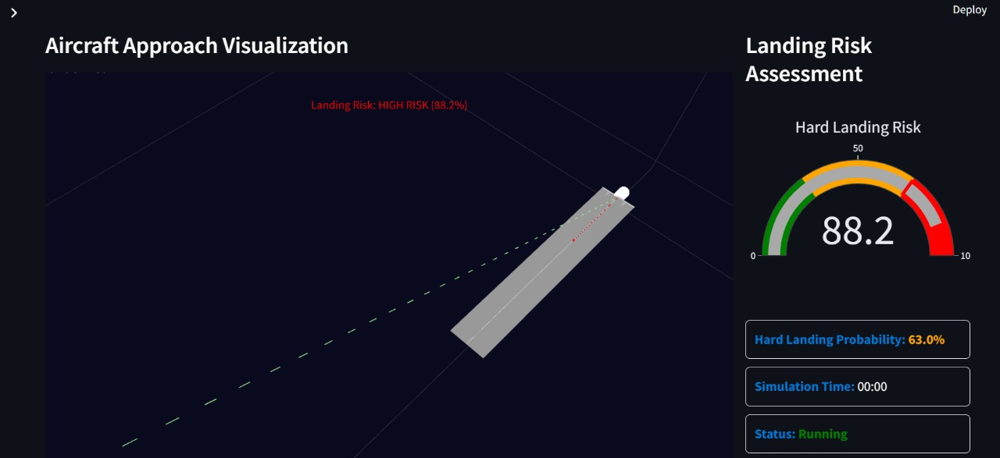 Deploy
Aircraft Approach Visualization
Landing Risk: HIGH RISK (88.2%)
Landing Risk
Assessment
Hard Landing Risk
50
88.2
0
10
Hard Landing Probability: 63.0%
Simulation Time: 00:00
Status: Running